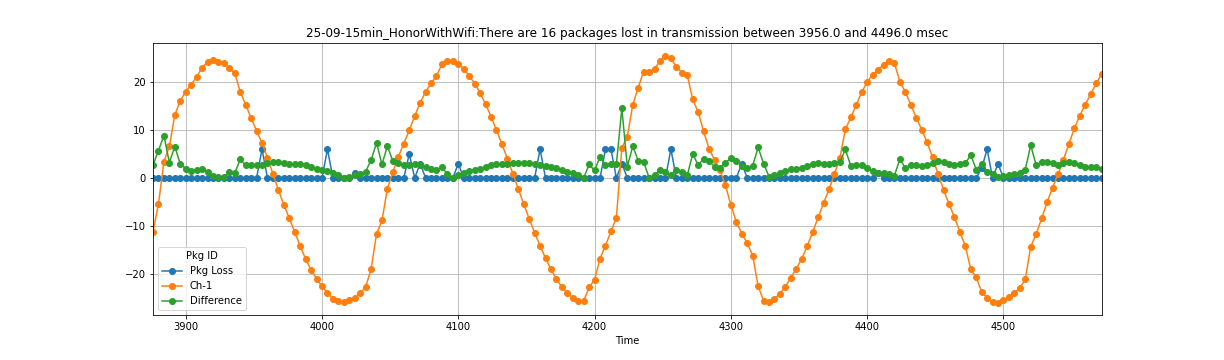 25-09-15min_HonorWithWifi:There are 16 packages lost in transmission between 3956.0 and 4496.0 msec
20
10
0
−10
−20
Pkg ID
Pkg Loss
Ch-1
Difference
3900 4000 4100 4200 4300 4400 4500
Time